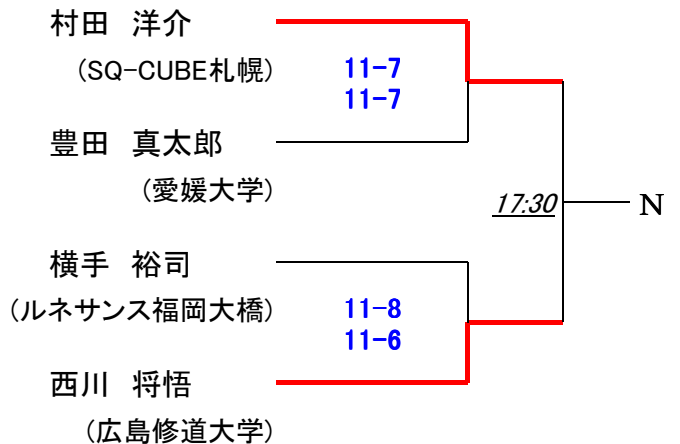 村田　洋介
(SQ-CUBE札幌)
11-7
11-7
豊田　真太郎
(愛媛大学)
17:30
N
横手　裕司
(ルネサンス福岡大橋)
11-8
11-6
西川　将悟
(広島修道大学)